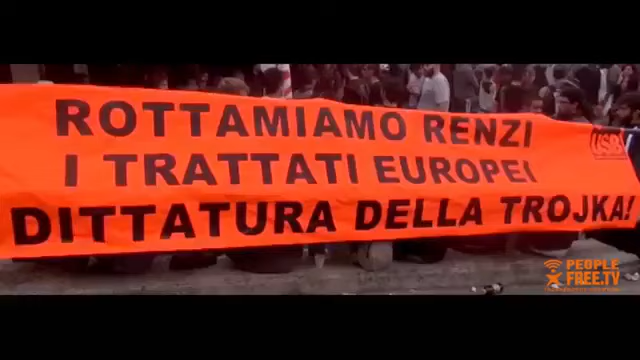 ROTTAMIAMO RENZI
I TRATTATI EUROPEI
DITTATURA DELLA TROJKA!
USB
PEOPLE
FREE.TV